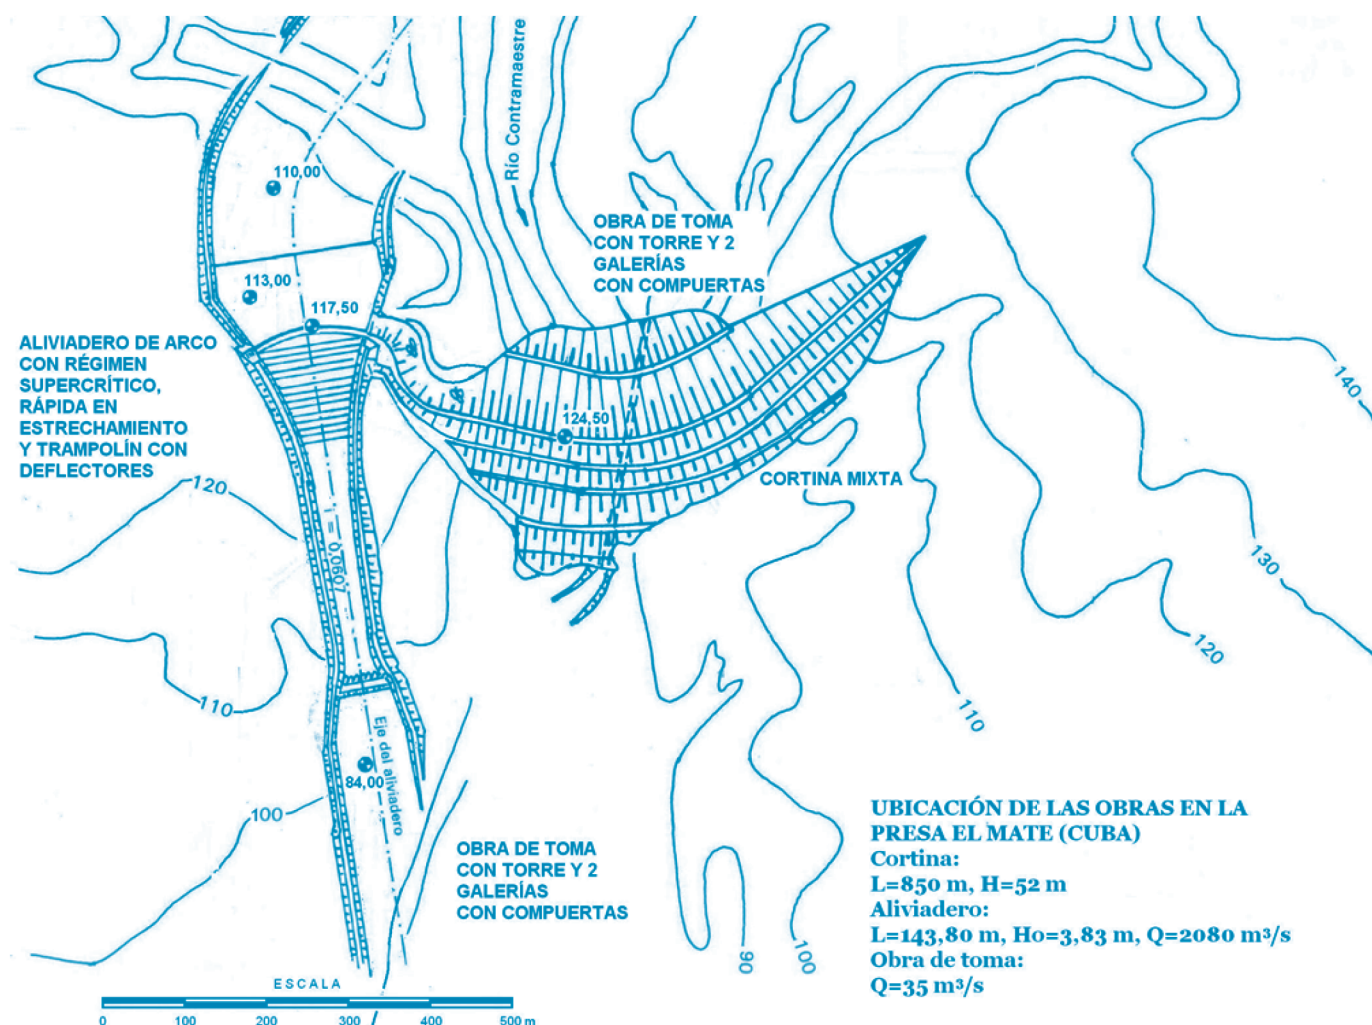 Río Contramaestre
110,00
OBRA DE TOMA
CON TORRE Y 2
GALERÍAS
CON COMPUERTAS
113,00
117,50
ALIVIADERO DE ARCO
CON RÉGIMEN
SUPERCRÍTICO,
RÁPIDA EN
ESTRECHAMIENTO
Y TRAMPOLÍN CON
DEFLECTORES
140
124,50
CORTINA MIXTA
120
i = 0,0607
130
120
110
110
Eje del aliviadero
84,00
100
OBRA DE TOMA
CON TORRE Y 2
GALERÍAS
CON COMPUERTAS
90
100
UBICACIÓN DE LAS OBRAS EN LA
PRESA EL MATE (CUBA)
Cortina:
L=850 m, H=52 m
Aliviadero:
L=143,80 m, Ho=3,83 m, Q=2080 m³/s
Obra de toma:
Q=35 m³/s
ESCALA
0 100 200 300 400 500 m